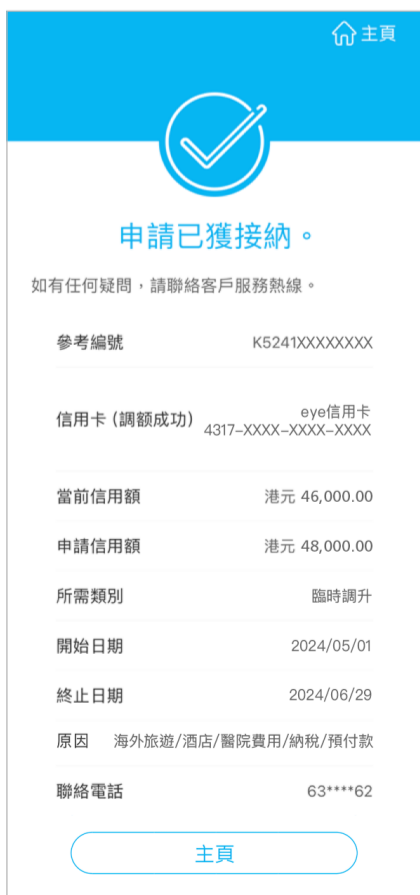 主頁
申請已獲接納。
如有任何疑問，請聯絡客戶服務熱線。
參考編號 K5241XXXXXXXX
信用卡 (調额成功) eye信用卡
4317–XXXX–XXXX–XXXX
當前信用額 港元 46,000.00
申請信用額 港元 48,000.00
所需類別 臨時調升
開始日期 2024/05/01
終止日期 2024/06/29
原因 海外旅遊/酒店/醫院費用/納稅/預付款
聯絡電話 63****62
主頁